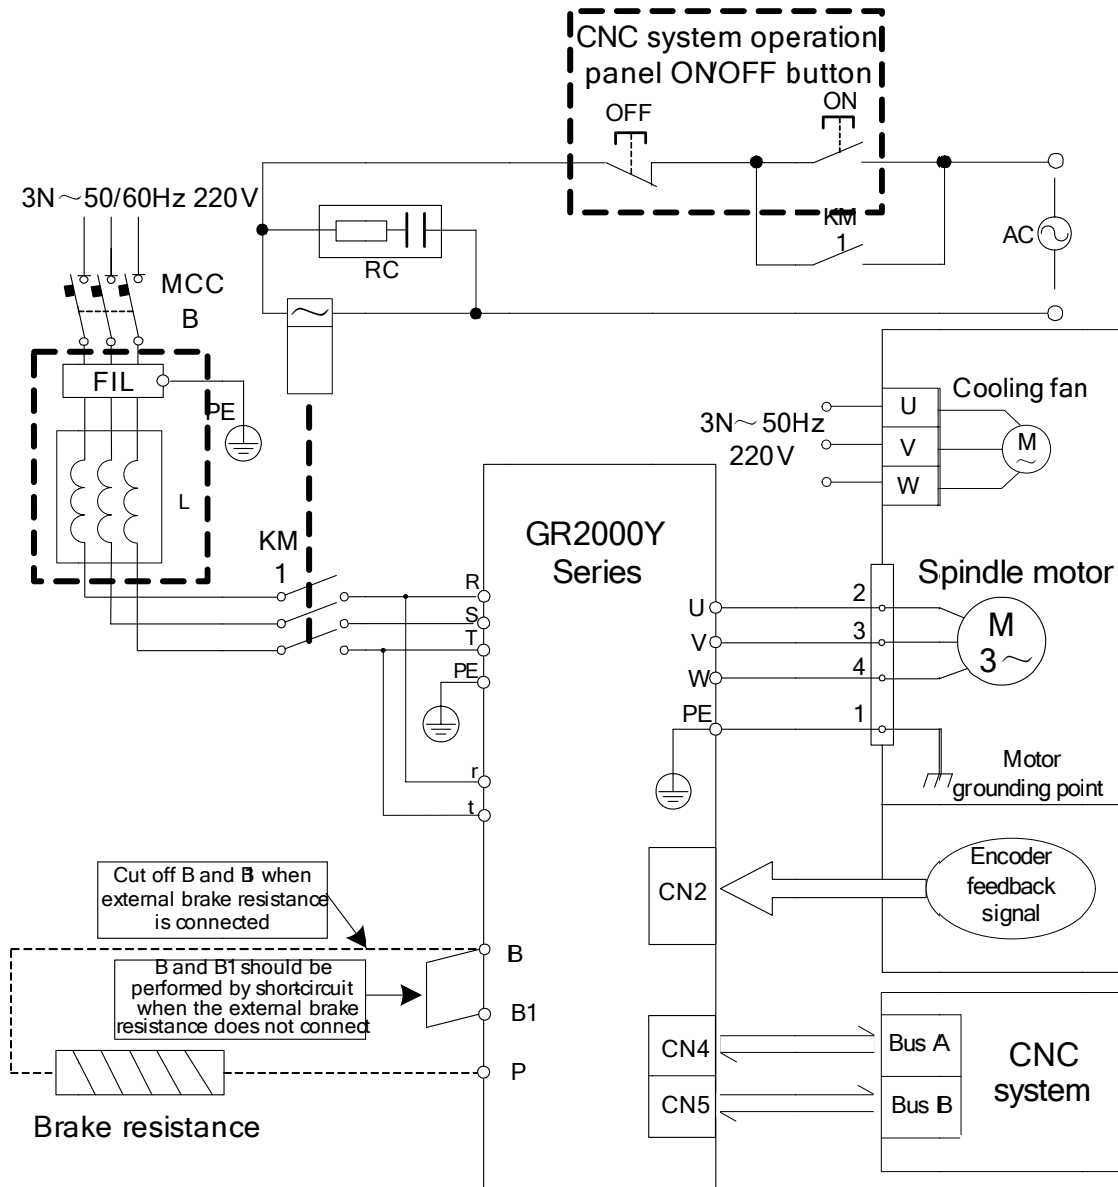 CNC system operation
panel ON/OFF button
OFF
ON
3N～50/60Hz 220V
KM
1
AC
RC
MCC
B
FIL
PE
L
Cooling fan
U
V
W
M
～
3N～50Hz
220V
KM
1
GR2000Y
Series
R
S
T
PE
r
t
U
V
W
PE
2
3
4
1
Spindle motor
M
3～
Motor
grounding point
Cut off B and B1 when
external brake resistance
is connected
CN2
Encoder
feedback
signal
B
B and B1 should be
performed by short-circuit
when the external brake
resistance does not connect
B1
P
Brake resistance
CN4
CN5
Bus A
Bus B
CNC
system